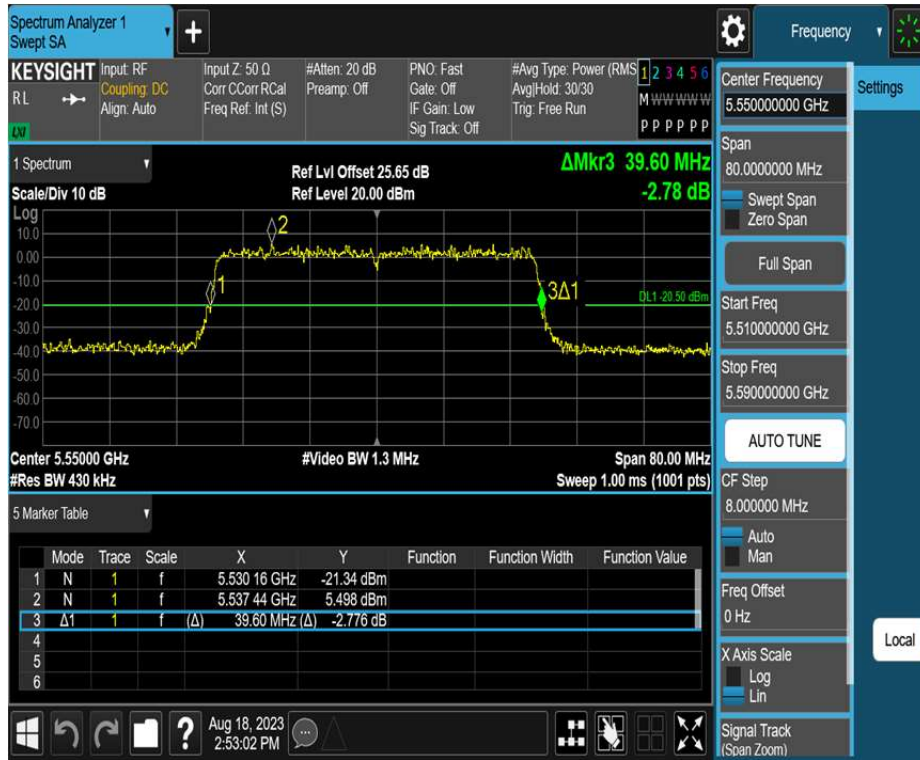 Spectrum Analyzer 1
Swept SA
+
Frequency
KEYSIGHT
RL
LXI
Input: RF
Coupling: DC
Align: Auto
Input Z: 50 Ω
Corr CCorr RCal
Freq Ref: Int (S)
#Atten: 20 dB
Preamp: Off
PNO: Fast
Gate: Off
IF Gain: Low
Sig Track: Off
#Avg Type: Power (RMS
Avg|Hold: 30/30
Trig: Free Run
1 2 3 4 5 6
M W W W W W
P P P P P P
1 Spectrum
Scale/Div 10 dB
Ref Lvl Offset 25.65 dB
Ref Level 20.00 dBm
ΔMkr3 39.60 MHz
-2.78 dB
Log
10.0
0.00
-10.0
-20.0
-30.0
-40.0
-50.0
-60.0
-70.0
2
1
3Δ1
DL1 -20.50 dBm
Center 5.55000 GHz
#Video BW 1.3 MHz
Span 80.00 MHz
#Res BW 430 kHz
Sweep 1.00 ms (1001 pts)
5 Marker Table
Mode Trace Scale X Y Function Function Width Function Value
1 N 1 f 5.530 16 GHz -21.34 dBm
2 N 1 f 5.537 44 GHz 5.498 dBm
3 Δ1 1 f (Δ) 39.60 MHz (Δ) -2.776 dB
4
5
6
Aug 18, 2023
2:53:02 PM
?
Center Frequency
5.55000000 GHz
Settings
Span
80.0000000 MHz
Swept Span
Zero Span
Full Span
Start Freq
5.510000000 GHz
Stop Freq
5.590000000 GHz
AUTO TUNE
CF Step
8.000000 MHz
Auto
Man
Freq Offset
0 Hz
X Axis Scale
Log
Lin
Local
Signal Track
(Span Zoom)